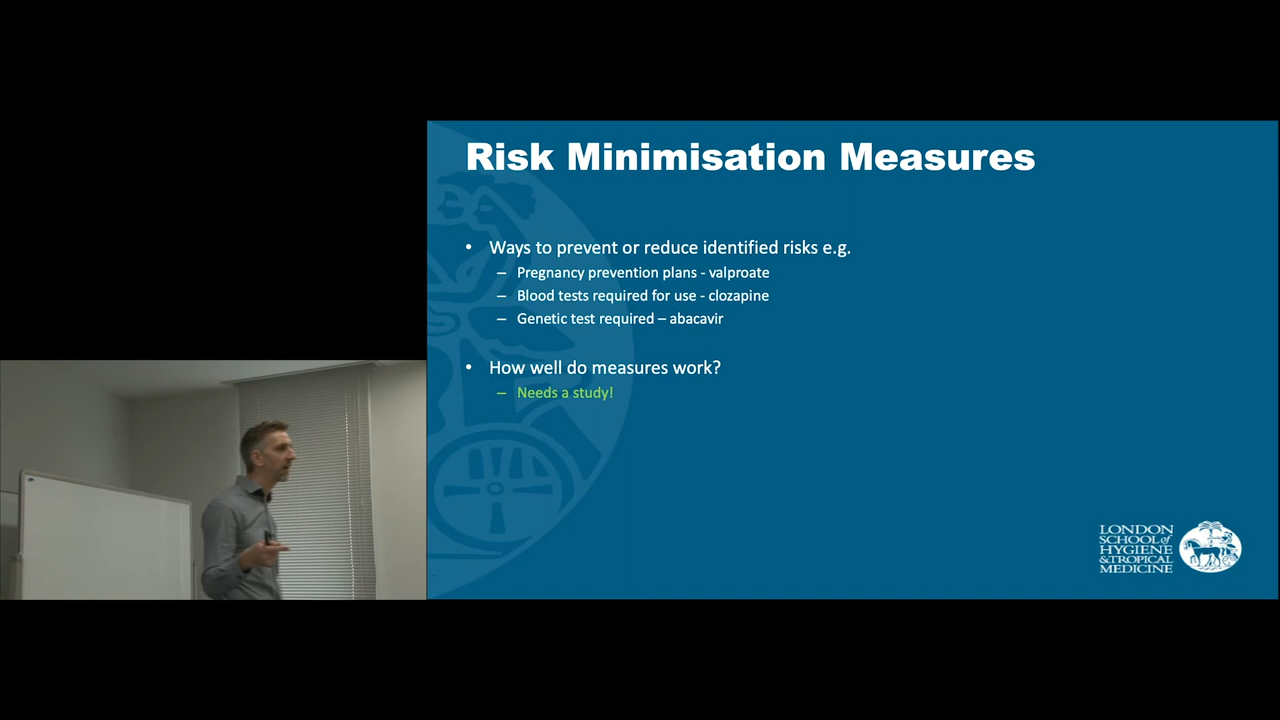 Risk Minimisation Measures
• Ways to prevent or reduce identified risks e.g.
– Pregnancy prevention plans - valproate
– Blood tests required for use - clozapine
– Genetic test required – abacavir
• How well do measures work?
– Needs a study!
LONDON
SCHOOL of
HYGIENE
& TROPICAL
MEDICINE